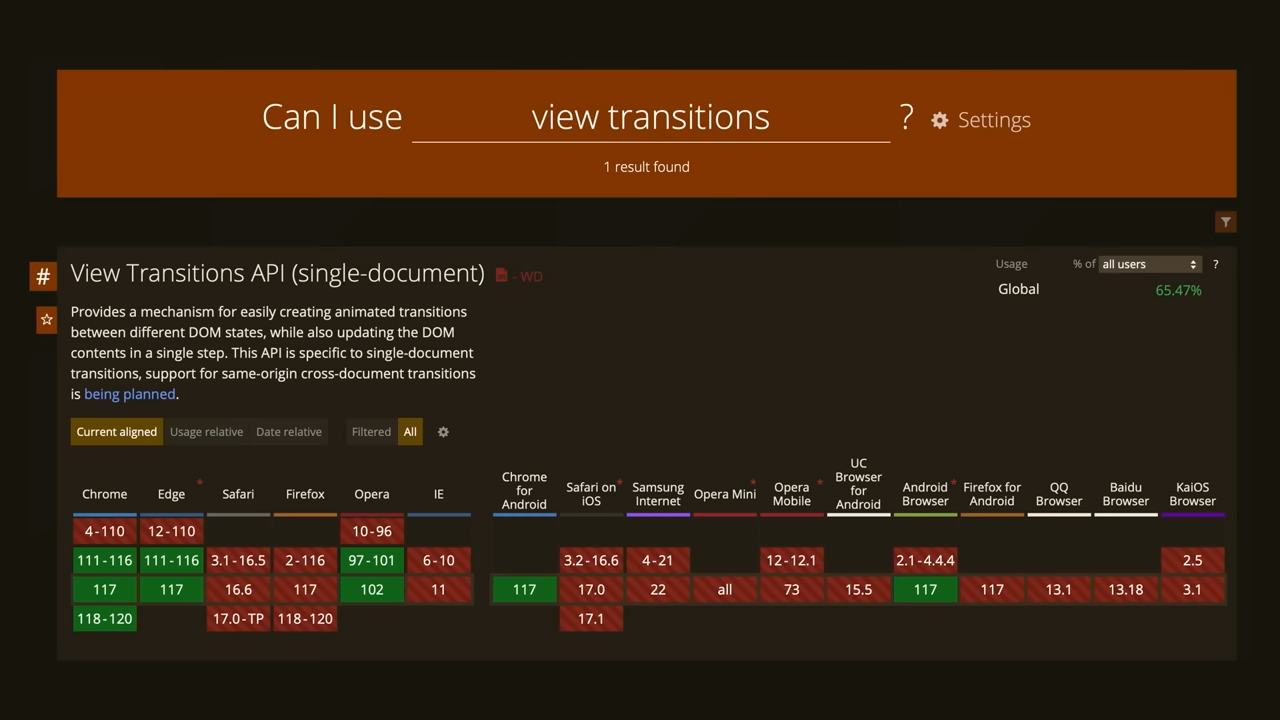 Can I use view transitions ? Settings
1 result found
# View Transitions API (single-document) - WD
Usage % of all users ?
Global 65.47%
Provides a mechanism for easily creating animated transitions
between different DOM states, while also updating the DOM
contents in a single step. This API is specific to single-document
transitions, support for same-origin cross-document transitions
is being planned.
Current aligned Usage relative Date relative Filtered All
Chrome Edge * Safari Firefox Opera IE Chrome for Android Safari on iOS * Samsung Internet Opera Mini * Opera Mobile * UC Browser for Android Android Browser * Firefox for Android QQ Browser Baidu Browser KaiOS Browser
4-110 12-110 10-96
111-116 111-116 3.1-16.5 2-116 97-101 6-10 3.2-16.6 4-21 12-12.1 2.1-4.4.4 2.5
117 117 16.6 117 102 11 117 17.0 22 all 73 15.5 117 117 13.1 13.18 3.1
118-120 17.0-TP 118-120 17.1